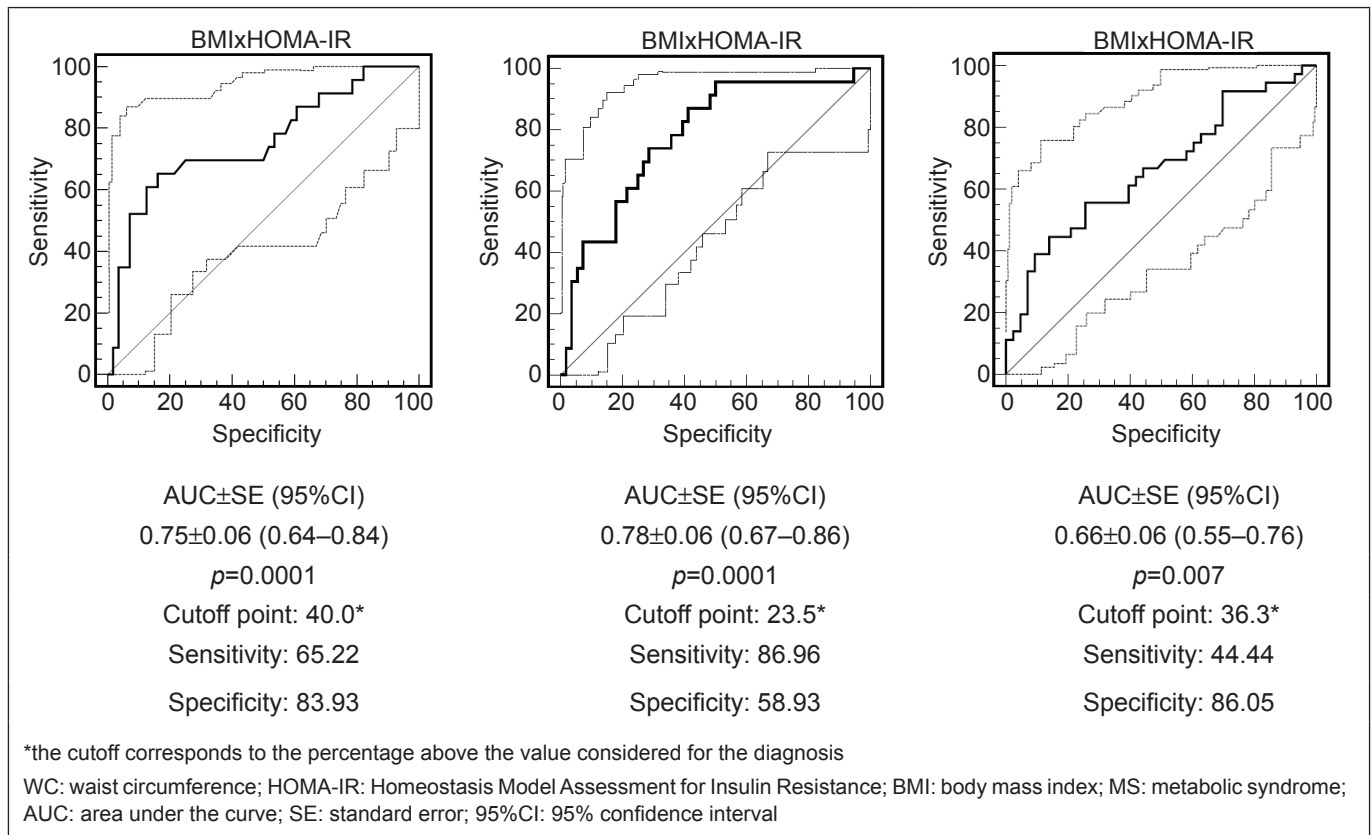 BMIxHOMA-IR
100
80
60
40
20
0
Sensitivity
0 20 40 60 80 100
Specificity
AUC±SE (95%CI)
0.75±0.06 (0.64–0.84)
p=0.0001
Cutoff point: 40.0*
Sensitivity: 65.22
Specificity: 83.93
BMIxHOMA-IR
100
80
60
40
20
0
Sensitivity
0 20 40 60 80 100
Specificity
AUC±SE (95%CI)
0.78±0.06 (0.67–0.86)
p=0.0001
Cutoff point: 23.5*
Sensitivity: 86.96
Specificity: 58.93
BMIxHOMA-IR
100
80
60
40
20
0
Sensitivity
0 20 40 60 80 100
Specificity
AUC±SE (95%CI)
0.66±0.06 (0.55–0.76)
p=0.007
Cutoff point: 36.3*
Sensitivity: 44.44
Specificity: 86.05
*the cutoff corresponds to the percentage above the value considered for the diagnosis
WC: waist circumference; HOMA-IR: Homeostasis Model Assessment for Insulin Resistance; BMI: body mass index; MS: metabolic syndrome;
AUC: area under the curve; SE: standard error; 95%CI: 95% confidence interval